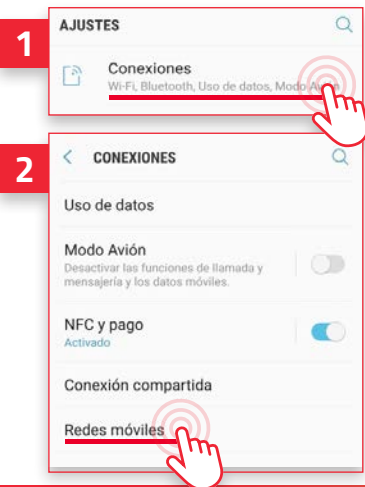 1
AJUSTES
Conexiones
Wi-Fi, Bluetooth, Uso de datos, Modo Avión
2
CONEXIONES
Uso de datos
Modo Avión
Desactivar las funciones de llamada y
mensajería y los datos móviles.
NFC y pago
Activado
Conexión compartida
Redes móviles